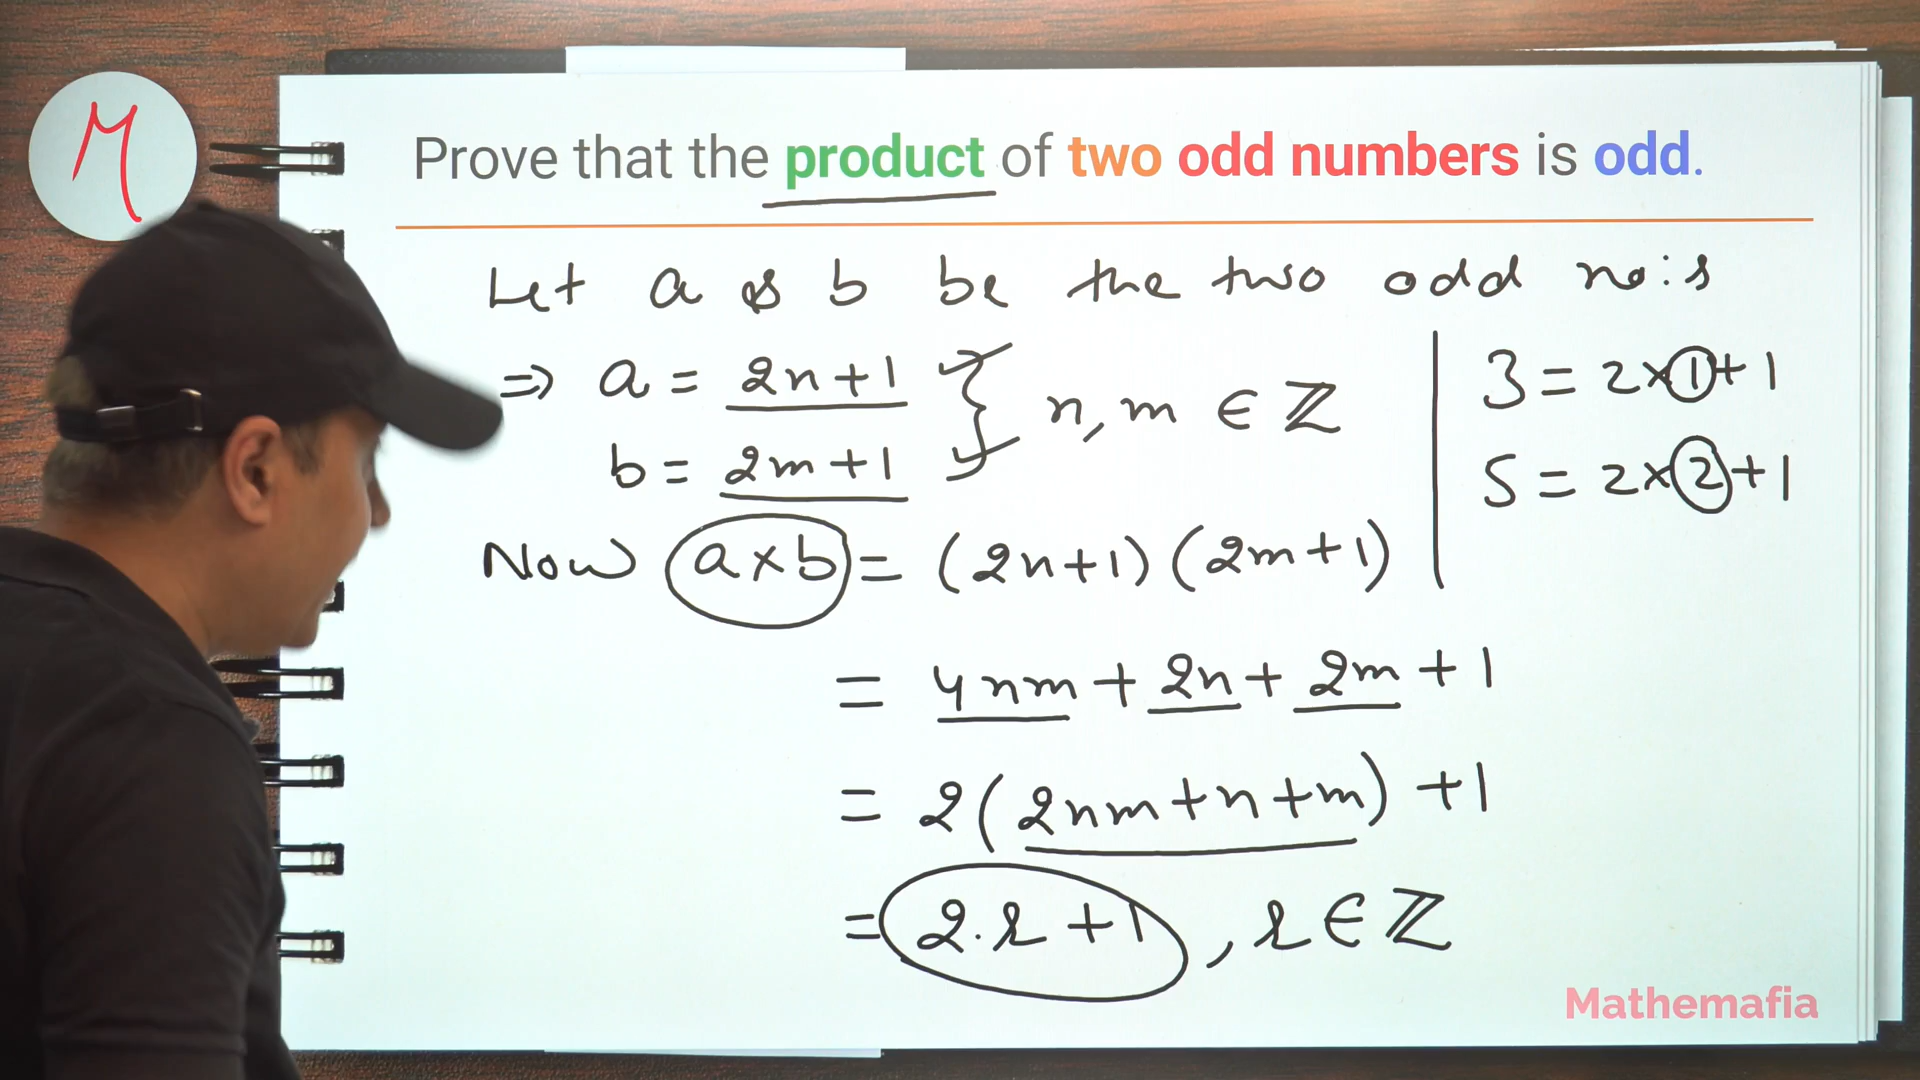 M
Prove that the product of two odd numbers is odd.
Let a & b be the two odd no:s
⇒ a = 2n+1 } n, m ∈ ℤ
b = 2m+1
3 = 2×1+1
5 = 2×2+1
Now a×b = (2n+1)(2m+1)
= 4nm + 2n + 2m + 1
= 2(2nm+n+m) +1
= 2.r+1, r∈ℤ
Mathemafia